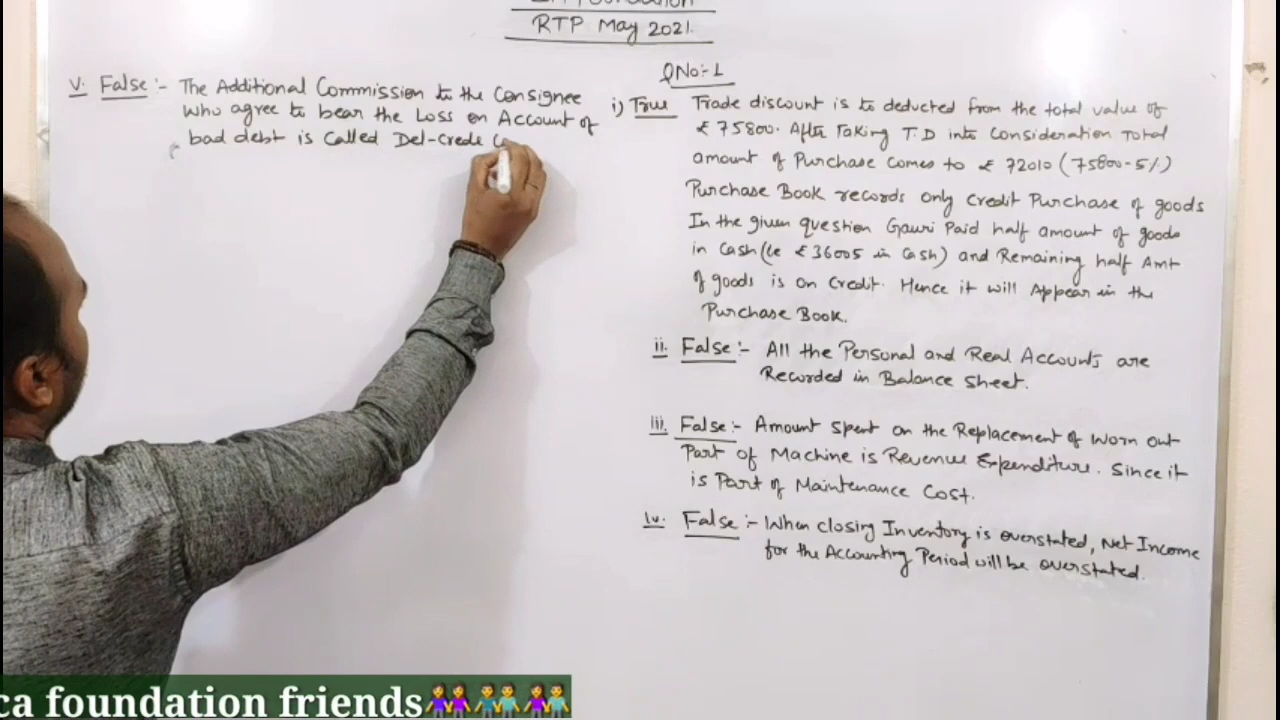 RTP May 2021.
QNo:-1
v. False :- The Additional Commission to the Consignee
who agree to bear the Loss on Account of
bad debt is called Del-Crede
i) True Trade discount is to deducted from the total value of
₹ 75800. After Taking T.D into Consideration Total
amount of Purchase comes to ₹ 72010 (75800-5%)
Purchase Book records only Credit Purchase of goods
In the given question Gauri Paid half amount of goods
in Cash (ie ₹ 36005 in Cash) and Remaining half Amt
of goods is on Credit. Hence it will Appear in the
Purchase Book.
ii. False :- All the Personal and Real Accounts are
Recorded in Balance Sheet.
iii. False :- Amount spent on the Replacement of Worn out
Part of Machine is Revenue Expenditure. Since it
is Part of Maintenance Cost.
iv. False :- When closing Inventory is overstated, Net Income
for the Accounting Period will be overstated.
ca foundation friends